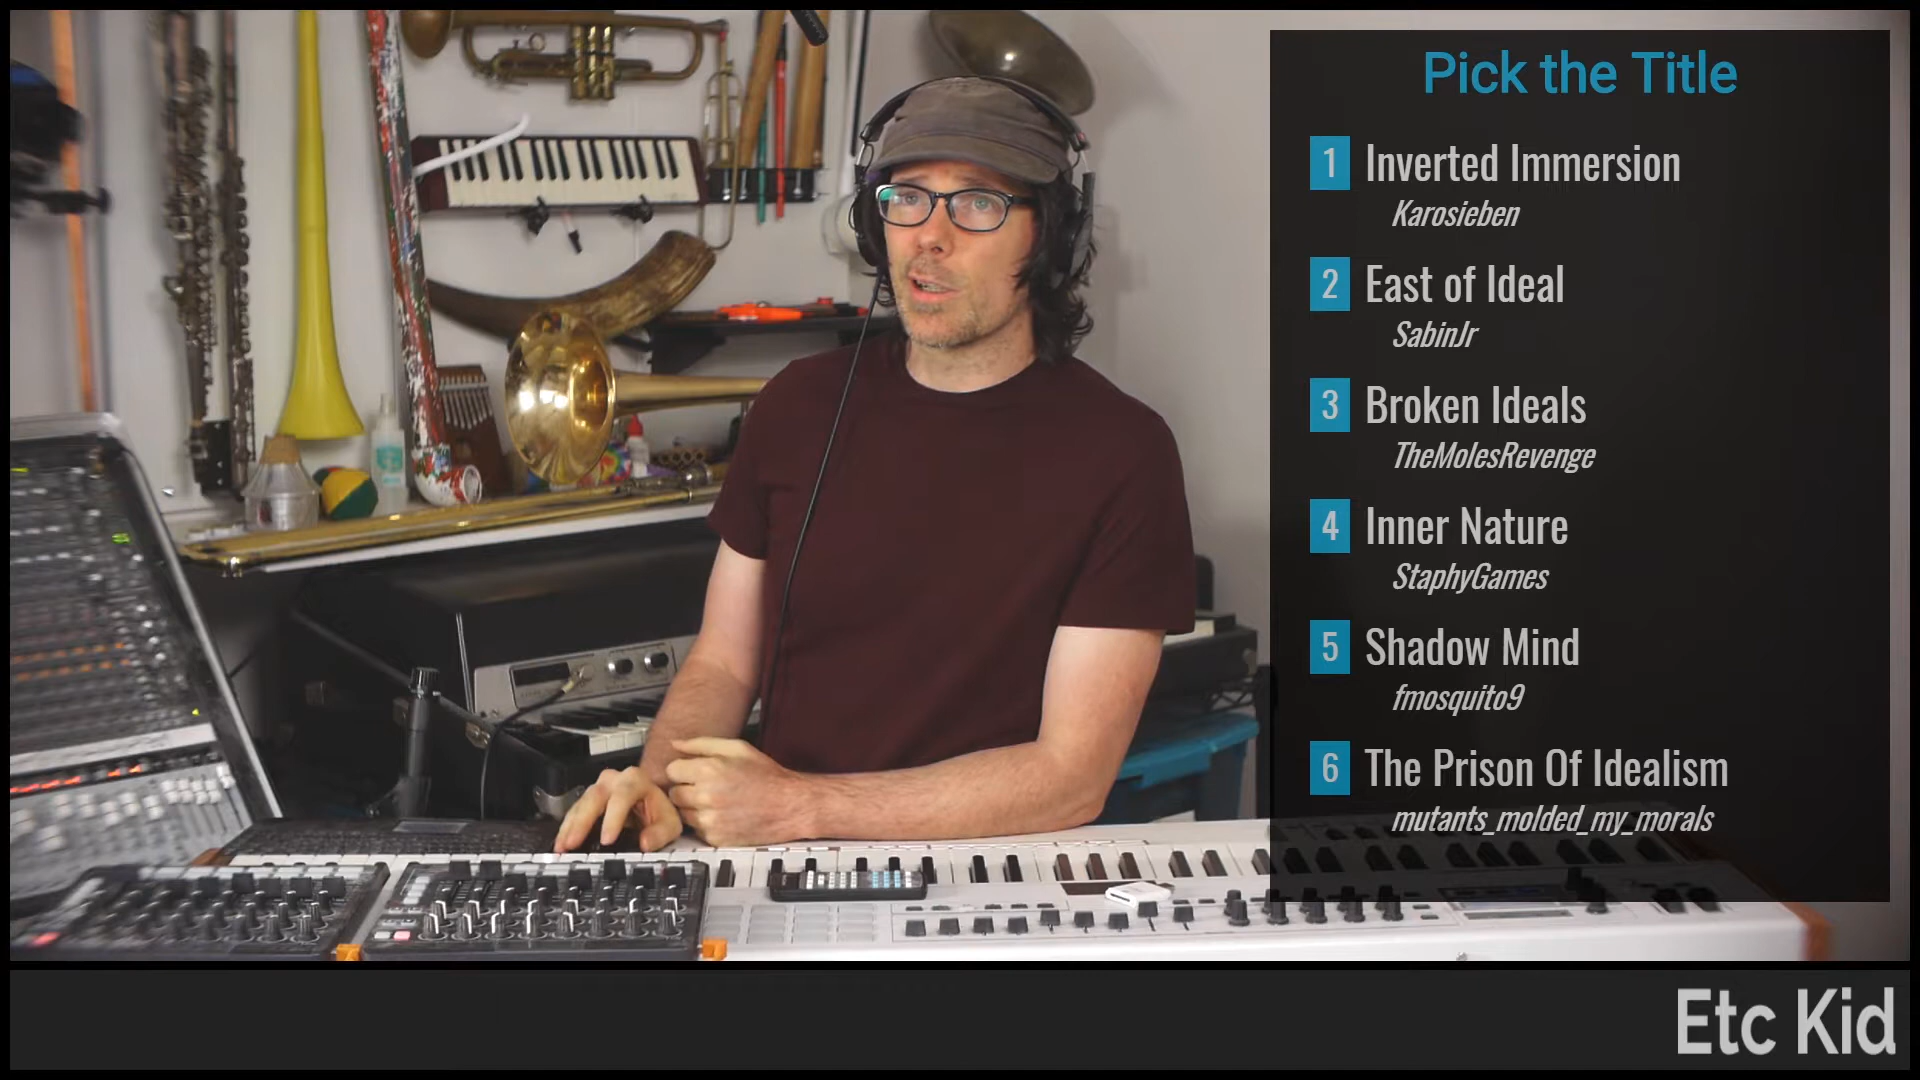 Pick the Title
1 Inverted Immersion
Karosieben
2 East of Ideal
SabinJr
3 Broken Ideals
TheMolesRevenge
4 Inner Nature
StaphyGames
5 Shadow Mind
fmosquito9
6 The Prison Of Idealism
mutants_molded_my_morals
Etc Kid